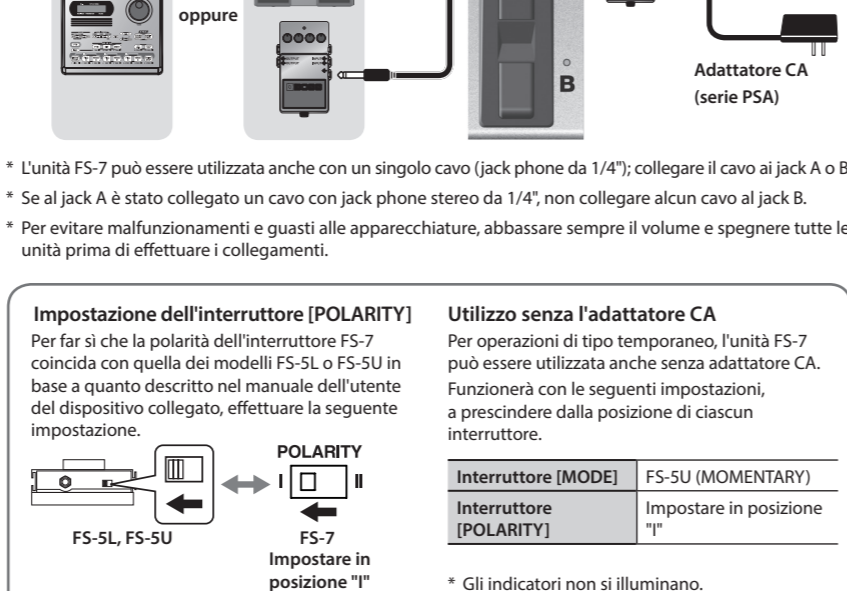 oppure
B
Adattatore CA
(serie PSA)
* L'unità FS-7 può essere utilizzata anche con un singolo cavo (jack phone da 1/4"); collegare il cavo ai jack A o B
* Se al jack A è stato collegato un cavo con jack phone stereo da 1/4", non collegare alcun cavo al jack B.
* Per evitare malfunzionamenti e guasti alle apparecchiature, abbassare sempre il volume e spegnere tutte le
unità prima di effettuare i collegamenti.
Impostazione dell'interruttore [POLARITY]
Per far sì che la polarità dell'interruttore FS-7
coincida con quella dei modelli FS-5L o FS-5U in
base a quanto descritto nel manuale dell'utente
del dispositivo collegato, effettuare la seguente
impostazione.
POLARITY
I II
FS-5L, FS-5U
FS-7
Impostare in
posizione "I"
Utilizzo senza l'adattatore CA
Per operazioni di tipo temporaneo, l'unità FS-7
può essere utilizzata anche senza adattatore CA.
Funzionerà con le seguenti impostazioni,
a prescindere dalla posizione di ciascun
interruttore.
Interruttore [MODE] FS-5U (MOMENTARY)
Interruttore Impostare in posizione
[POLARITY] "I"
* Gli indicatori non si illuminano.